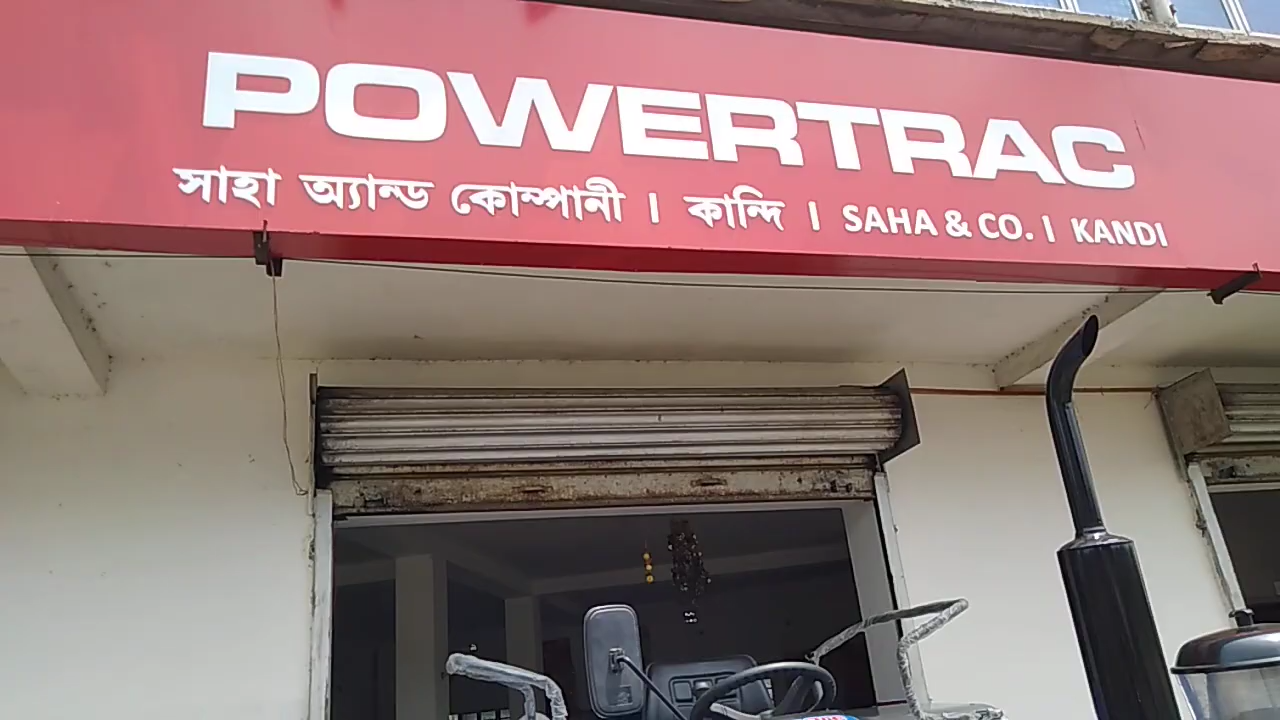 POWERTRAC
সাহা অ্যান্ড কোম্পানী । কান্দি । SAHA & CO. । KANDI